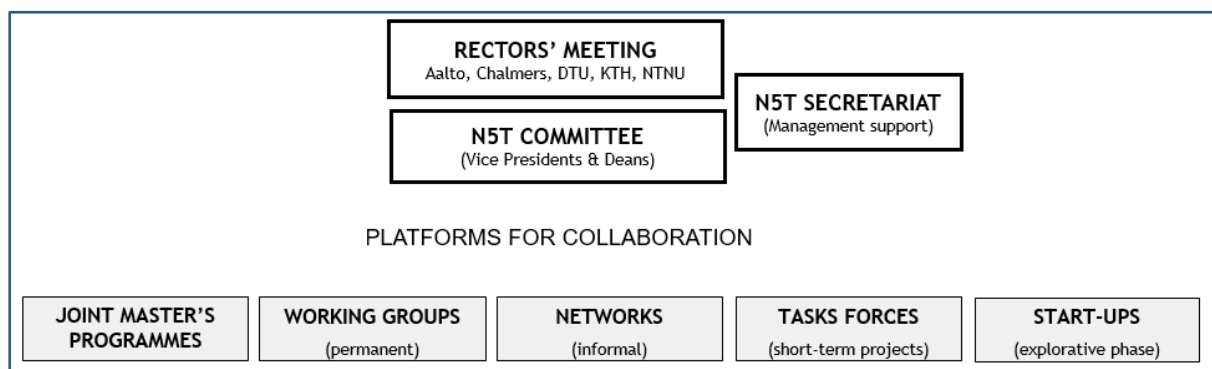 RECTORS’ MEETING
Aalto, Chalmers, DTU, KTH, NTNU
N5T SECRETARIAT
(Management support)
N5T COMMITTEE
(Vice Presidents & Deans)
PLATFORMS FOR COLLABORATION
JOINT MASTER’S
PROGRAMMES
WORKING GROUPS
(permanent)
NETWORKS
(informal)
TASKS FORCES
(short-term projects)
START-UPS
(explorative phase)